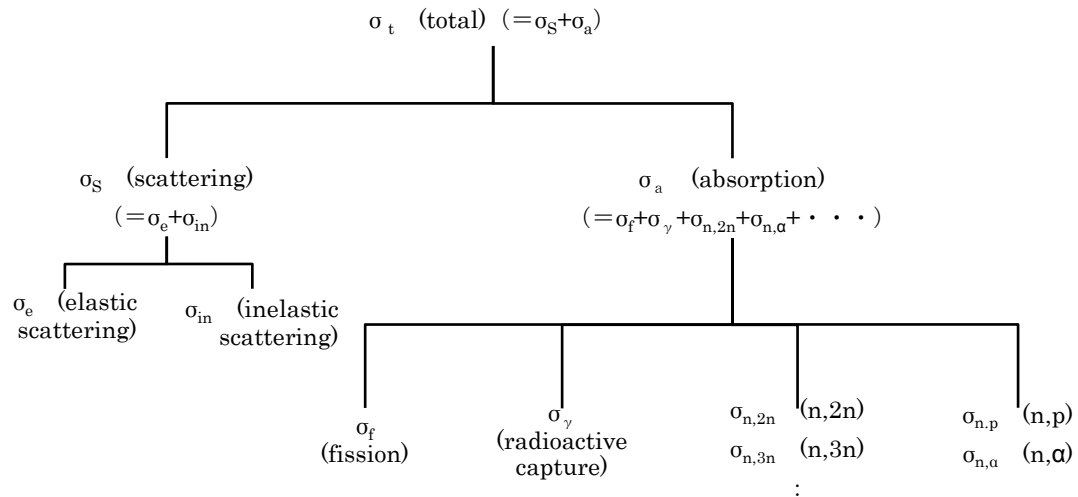 σt (total) (=σS+σa)
σS (scattering)
(=σe+σin)
σa (absorption)
(=σf+σγ+σn,2n+σn,α+・・・)
σe (elastic
scattering)
σin (inelastic
scattering)
σf
(fission)
σγ
(radioactive
capture)
σn,2n (n,2n)
σn,3n (n,3n)
:
σn.p (n,p)
σn,α (n,α)